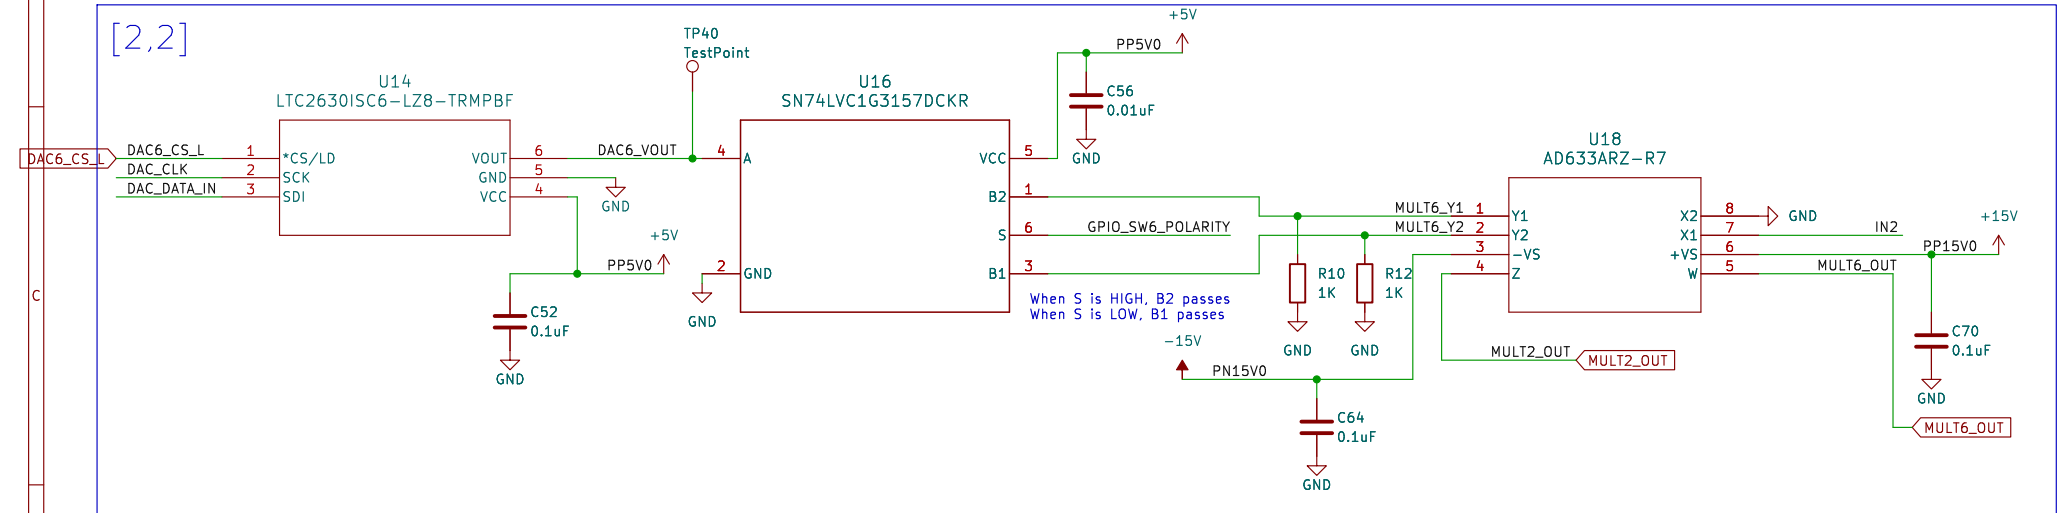 [2,2]
C
DAC6_CS_L
DAC6_CS_L
DAC_CLK
DAC_DATA_IN
U14
LTC2630ISC6-LZ8-TRMPBF
1
2
3
*CS/LD
SCK
SDI
VOUT
GND
VCC
6
5
4
DAC6_VOUT
GND
+5V
PP5V0
C52
0.1uF
GND
TP40
TestPoint
U16
SN74LVC1G3157DCKR
4
A
2
GND
GND
VCC
5
B2
1
S
6
B1
3
+5V
PP5V0
C56
0.01uF
GND
GPIO_SW6_POLARITY
When S is HIGH, B2 passes
When S is LOW, B1 passes
-15V
PN15V0
C64
0.1uF
GND
R10
1K
GND
R12
1K
GND
MULT6_Y1
MULT6_Y2
U18
AD633ARZ-R7
1
2
3
4
Y1
Y2
-VS
Z
X2
X1
+VS
W
8
7
6
5
GND
IN2
+15V
PP15V0
MULT6_OUT
MULT2_OUT
MULT2_OUT
C70
0.1uF
GND
MULT6_OUT